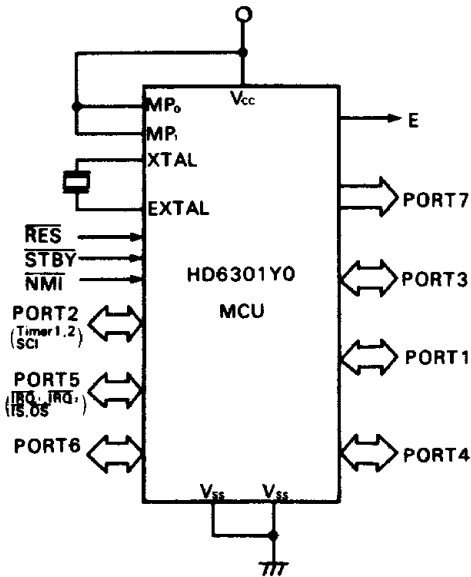 Vcc
MP₀
MP₁
E
XTAL
EXTAL
PORT7
RES
STBY
NMI
HD6301Y0
MCU
PORT3
PORT2
(Timer1,2
SCI)
PORT1
PORT5
(IRQ₁,IRQ₂
IS,OS)
PORT6
PORT4
Vss
Vss